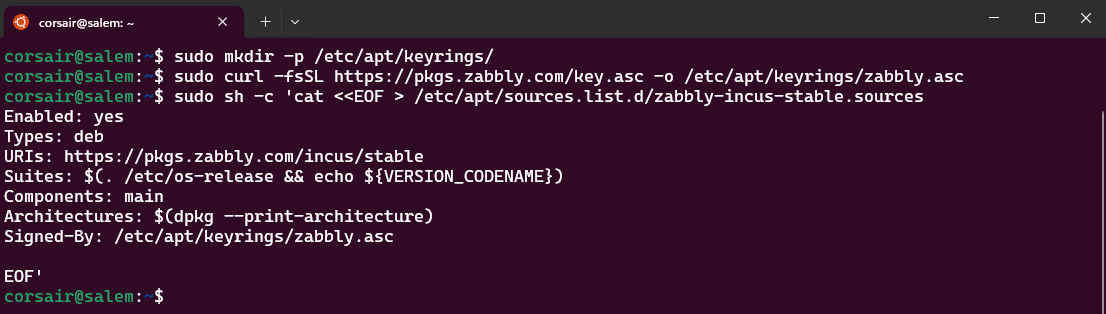 corsair@salem: ~
corsair@salem:~$ sudo mkdir -p /etc/apt/keyrings/
corsair@salem:~$ sudo curl -fsSL https://pkgs.zabbly.com/key.asc -o /etc/apt/keyrings/zabbly.asc
corsair@salem:~$ sudo sh -c 'cat <<EOF > /etc/apt/sources.list.d/zabbly-incus-stable.sources
Enabled: yes
Types: deb
URIs: https://pkgs.zabbly.com/incus/stable
Suites: $(. /etc/os-release && echo ${VERSION_CODENAME})
Components: main
Architectures: $(dpkg --print-architecture)
Signed-By: /etc/apt/keyrings/zabbly.asc

EOF'
corsair@salem:~$